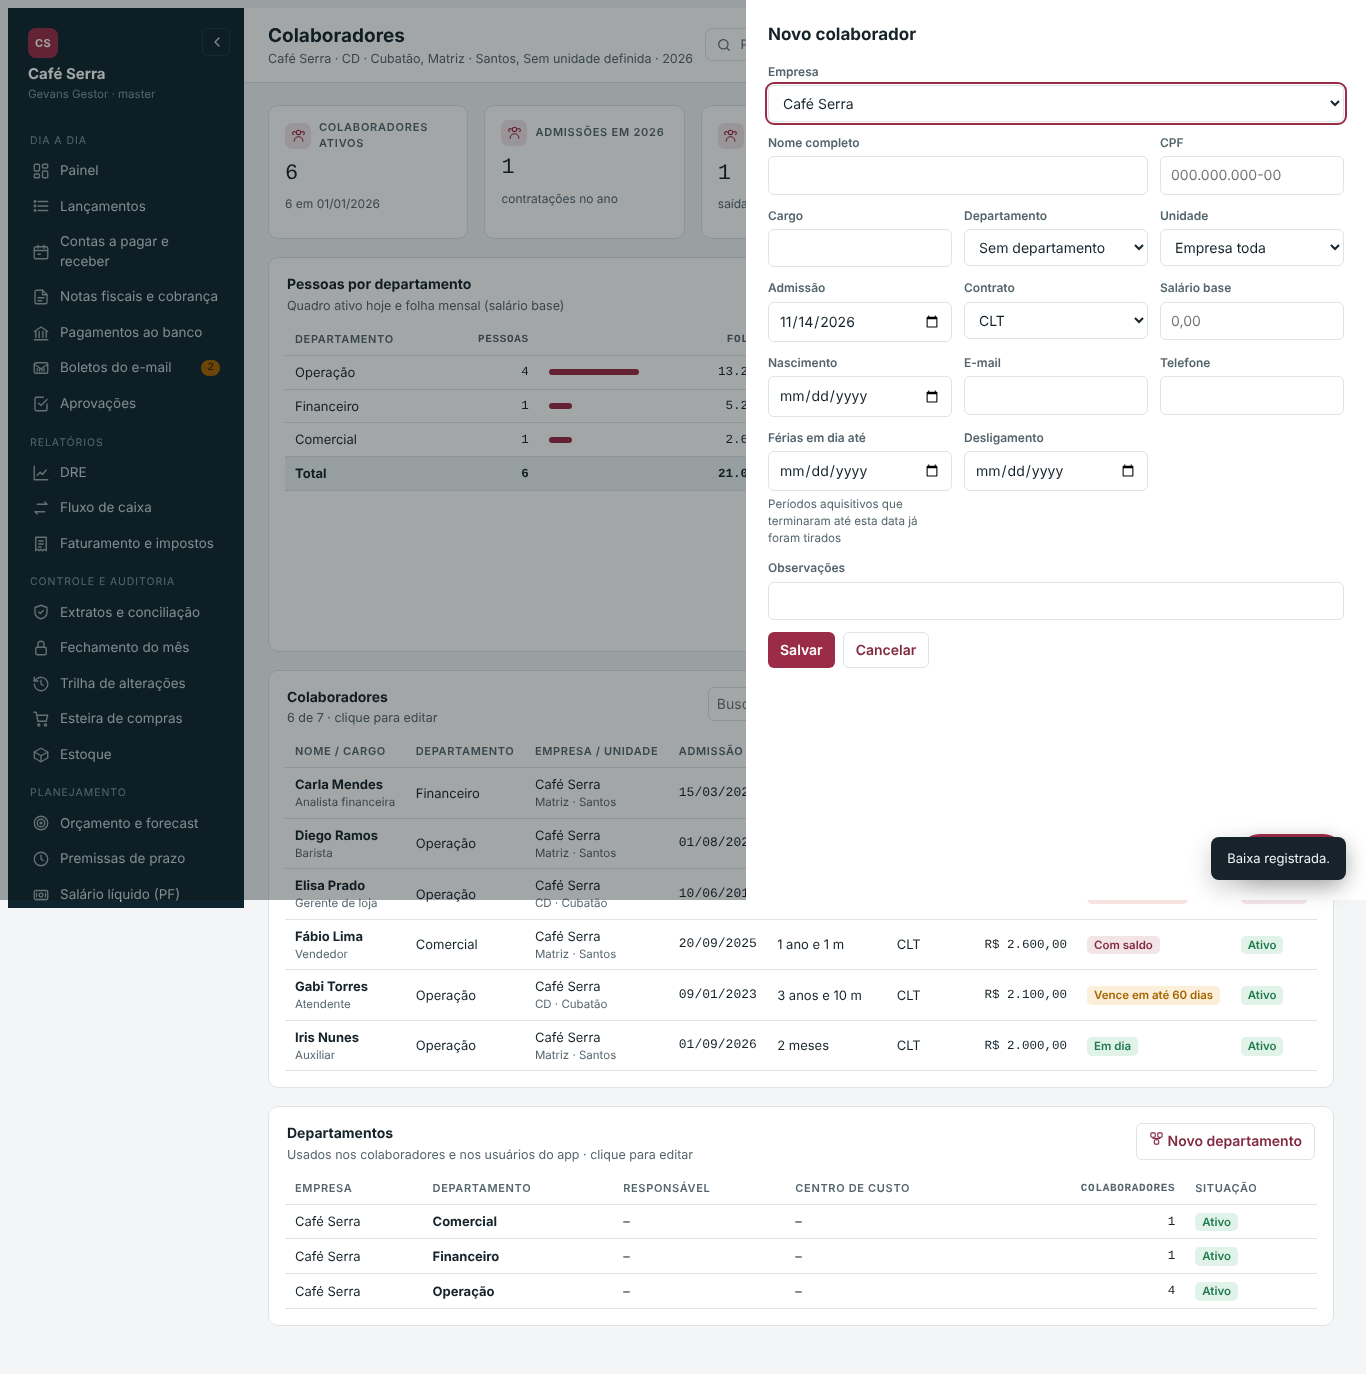 CS
Café Serra
Gevans Gestor · master
DIA A DIA
Painel
Lançamentos
Contas a pagar e
receber
Notas fiscais e cobrança
Pagamentos ao banco
Boletos do e-mail
2
Aprovações
RELATÓRIOS
DRE
Fluxo de caixa
Faturamento e impostos
CONTROLE E AUDITORIA
Extratos e conciliação
Fechamento do mês
Trilha de alterações
Esteira de compras
Estoque
PLANEJAMENTO
Orçamento e forecast
Premissas de prazo
Salário líquido (PF)
Colaboradores
Café Serra · CD · Cubatão, Matriz · Santos, Sem unidade definida · 2026
COLABORADORES
ATIVOS
6
6 em 01/01/2026
ADMISSÕES EM 2026
1
contratações no ano
1
Pessoas por departamento
Quadro ativo hoje e folha mensal (salário base)
DEPARTAMENTO PESSOAS
Operação 4
Financeiro 1
Comercial 1
Total 6
Colaboradores
6 de 7 · clique para editar
NOME / CARGO DEPARTAMENTO EMPRESA / UNIDADE ADMISSÃO
Carla Mendes Financeiro Café Serra
Analista financeira Matriz · Santos
Diego Ramos Operação Café Serra
Barista Matriz · Santos
Elisa Prado Operação Café Serra
Gerente de loja CD · Cubatão
Fábio Lima Comercial Café Serra 20/09/2025 1 ano e 1 m CLT R$ 2.600,00 Com saldo Ativo
Vendedor Matriz · Santos
Gabi Torres Operação Café Serra 09/01/2023 3 anos e 10 m CLT R$ 2.100,00 Vence em até 60 dias Ativo
Atendente CD · Cubatão
Iris Nunes Operação Café Serra 01/09/2026 2 meses CLT R$ 2.000,00 Em dia Ativo
Auxiliar Matriz · Santos
Departamentos
Usados nos colaboradores e nos usuários do app · clique para editar
Novo departamento
EMPRESA DEPARTAMENTO RESPONSÁVEL CENTRO DE CUSTO COLABORADORES SITUAÇÃO
Café Serra Comercial – – 1 Ativo
Café Serra Financeiro – – 1 Ativo
Café Serra Operação – – 4 Ativo
Novo colaborador
Empresa
Café Serra
Nome completo CPF
000.000.000-00
Cargo Departamento Unidade
Sem departamento Empresa toda
Admissão Contrato Salário base
11/14/2026 CLT 0,00
Nascimento E-mail Telefone
mm/dd/yyyy
Férias em dia até Desligamento
mm/dd/yyyy mm/dd/yyyy
Períodos aquisitivos que
terminaram até esta data já
foram tirados
Observações
Salvar Cancelar
Baixa registrada.